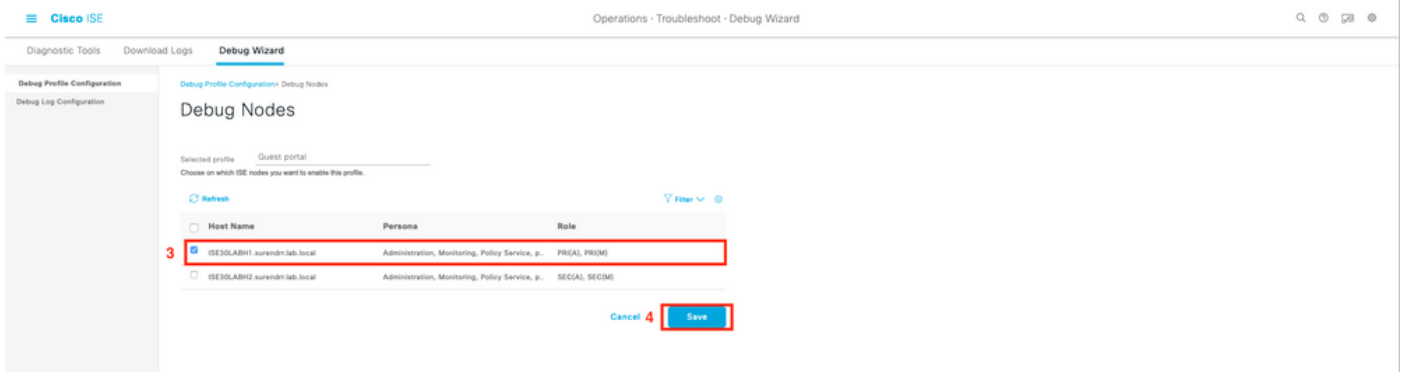 Cisco ISE
Operations · Troubleshoot · Debug Wizard
Diagnostic Tools Download Logs Debug Wizard
Debug Profile Configuration
Debug Log Configuration
Debug Profile Configuration> Debug Nodes
Debug Nodes
Selected profile Guest portal
Choose on which ISE nodes you want to enable this profile.
Refresh Filter
Host Name Persona Role
3 ISE30LABH1.surendrr.lab.local Administration, Monitoring, Policy Service, p.. PRI(A), PRI(M)
ISE30LABH2.surendrr.lab.local Administration, Monitoring, Policy Service, p.. SEC(A), SEC(M)
Cancel 4 Save